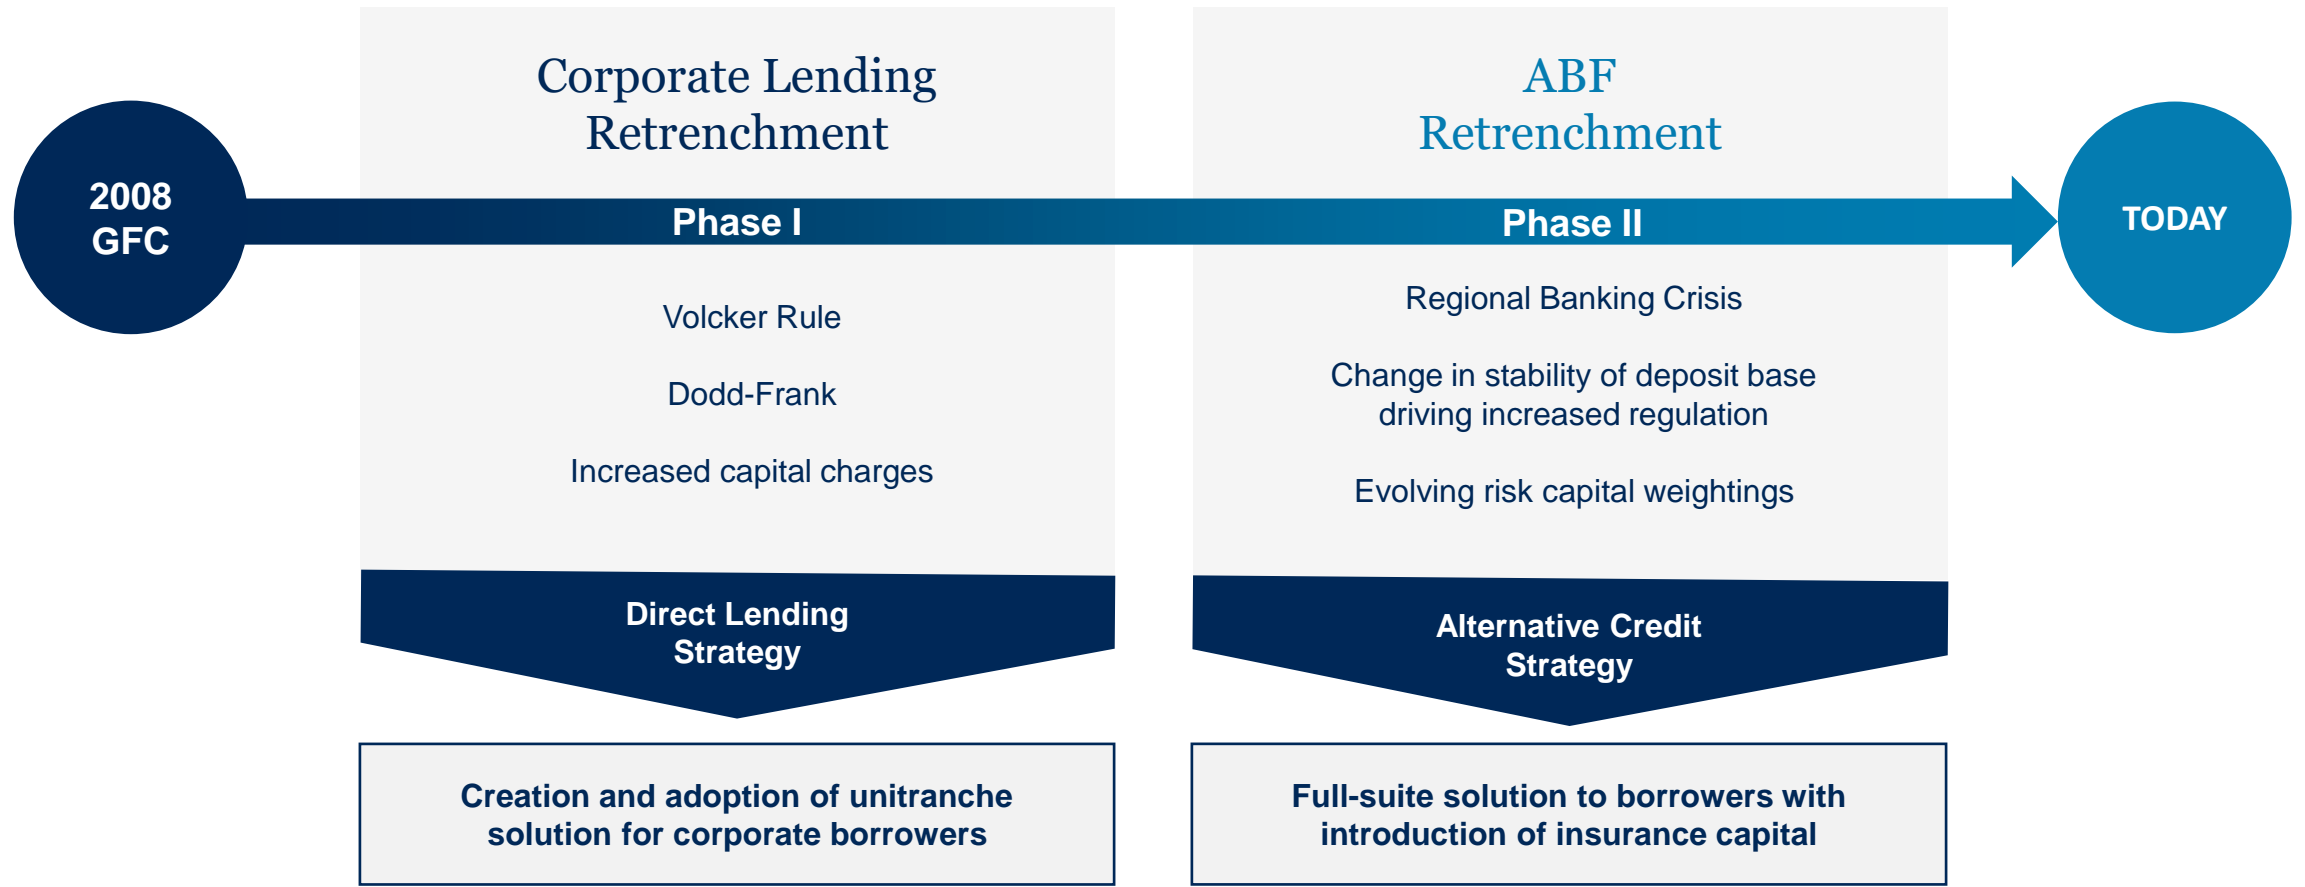 2008
GFC
Corporate Lending
Retrenchment
Phase I
Volcker Rule
Dodd-Frank
Increased capital charges
Direct Lending
Strategy
Creation and adoption of unitranche
solution for corporate borrowers
ABF
Retrenchment
Phase II
Regional Banking Crisis
Change in stability of deposit base
driving increased regulation
Evolving risk capital weightings
Alternative Credit
Strategy
Full-suite solution to borrowers with
introduction of insurance capital
TODAY